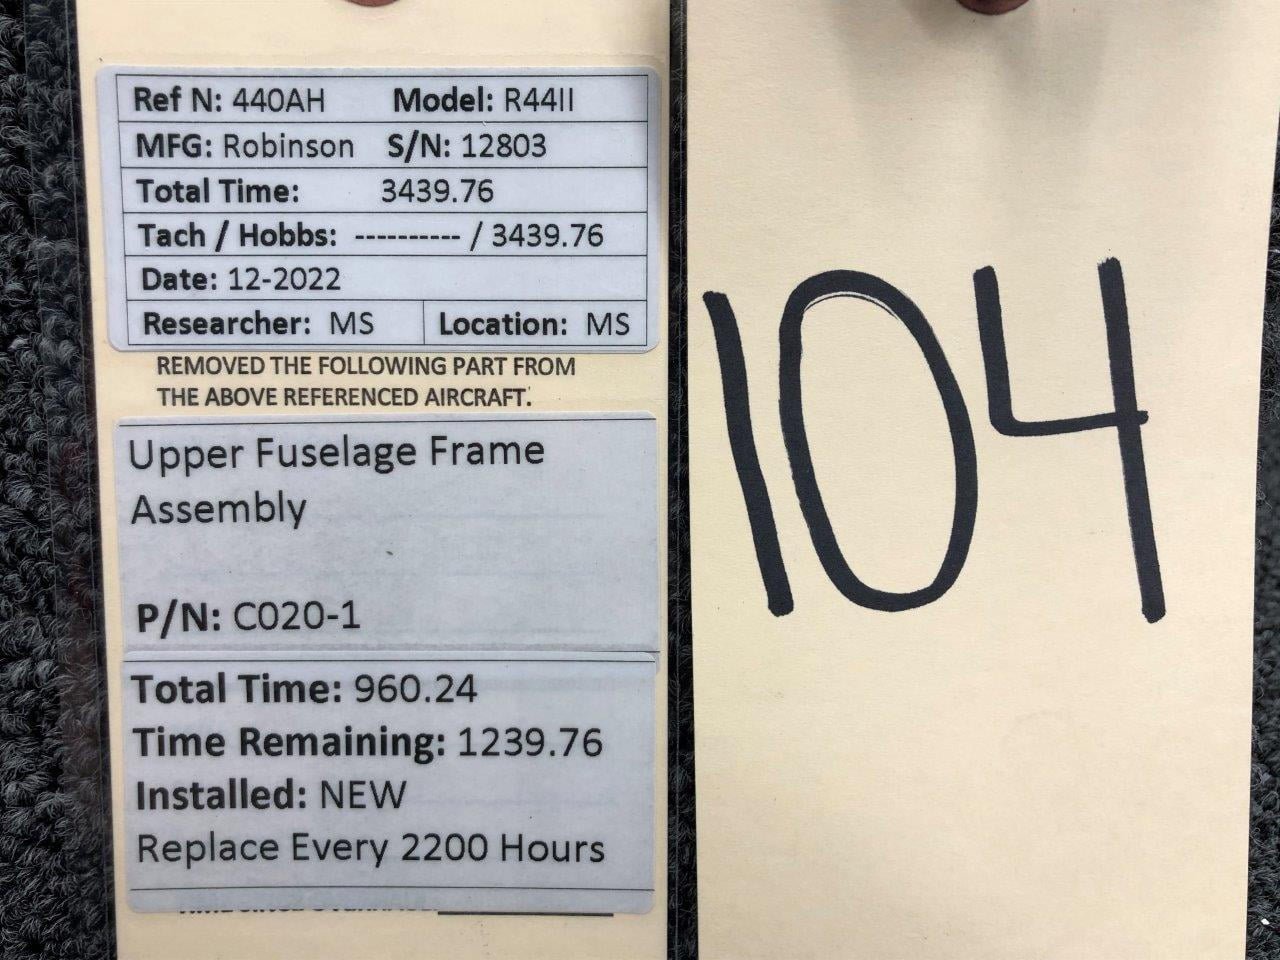 Ref N: 440AH Model: R44II
MFG: Robinson S/N: 12803
Total Time: 3439.76
Tach / Hobbs: ---------- / 3439.76
Date: 12-2022
Researcher: MS Location: MS
REMOVED THE FOLLOWING PART FROM
THE ABOVE REFERENCED AIRCRAFT.
Upper Fuselage Frame
Assembly
P/N: C020-1
Total Time: 960.24
Time Remaining: 1239.76
Installed: NEW
Replace Every 2200 Hours
104